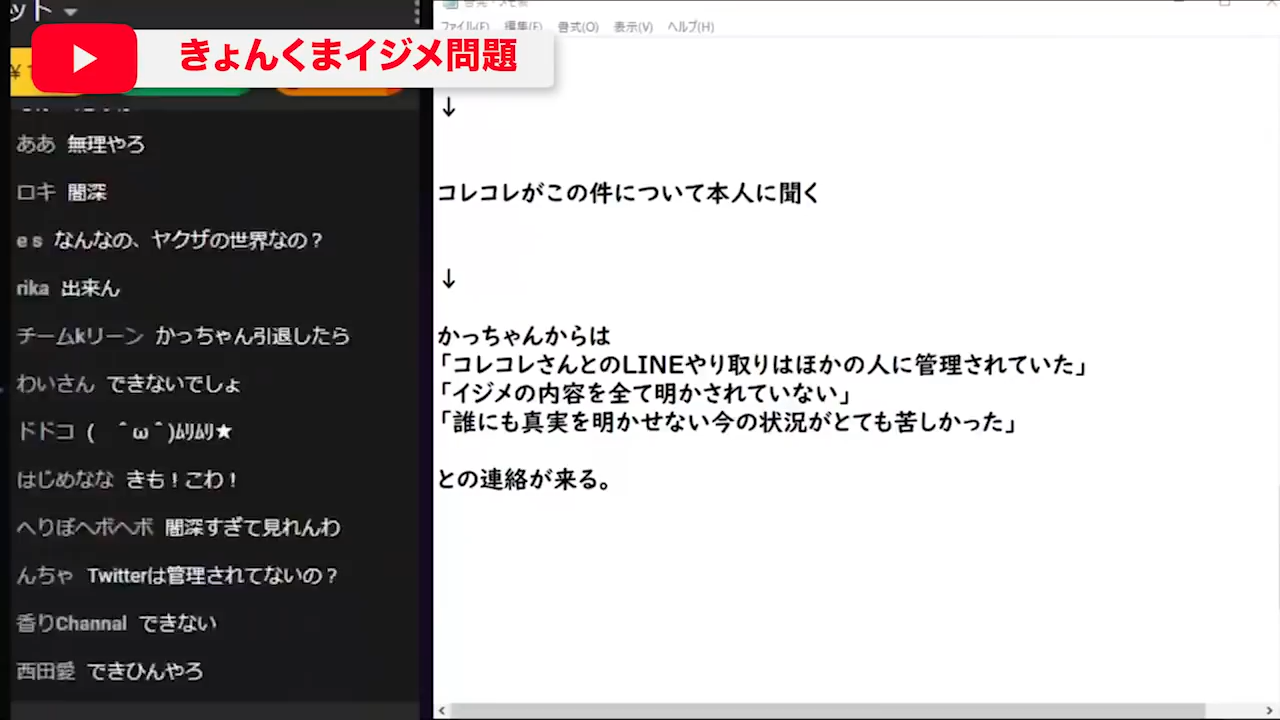 ット
きょんくまイジメ問題
ああ 無理やろ
ロキ 闇深
e s なんなの、ヤクザの世界なの？
rika 出来ん
チームkリーン かっちゃん引退したら
わいさん できないでしょ
ドドコ ( ＾ω＾)ﾑﾘﾑﾘ★
はじめなな きも！こわ！
へりぽヘボヘボ 闇深すぎて見れんわ
んちゃ Twitterは管理されてないの？
香りChannal できない
西田愛 できひんやろ
ファイル(F) 編集(E) 書式(O) 表示(V) ヘルプ(H)
↓
コレコレがこの件について本人に聞く
↓
かっちゃんからは
「コレコレさんとのLINEやり取りはほかの人に管理されていた」
「イジメの内容を全て明かされていない」
「誰にも真実を明かせない今の状況がとても苦しかった」
との連絡が来る。